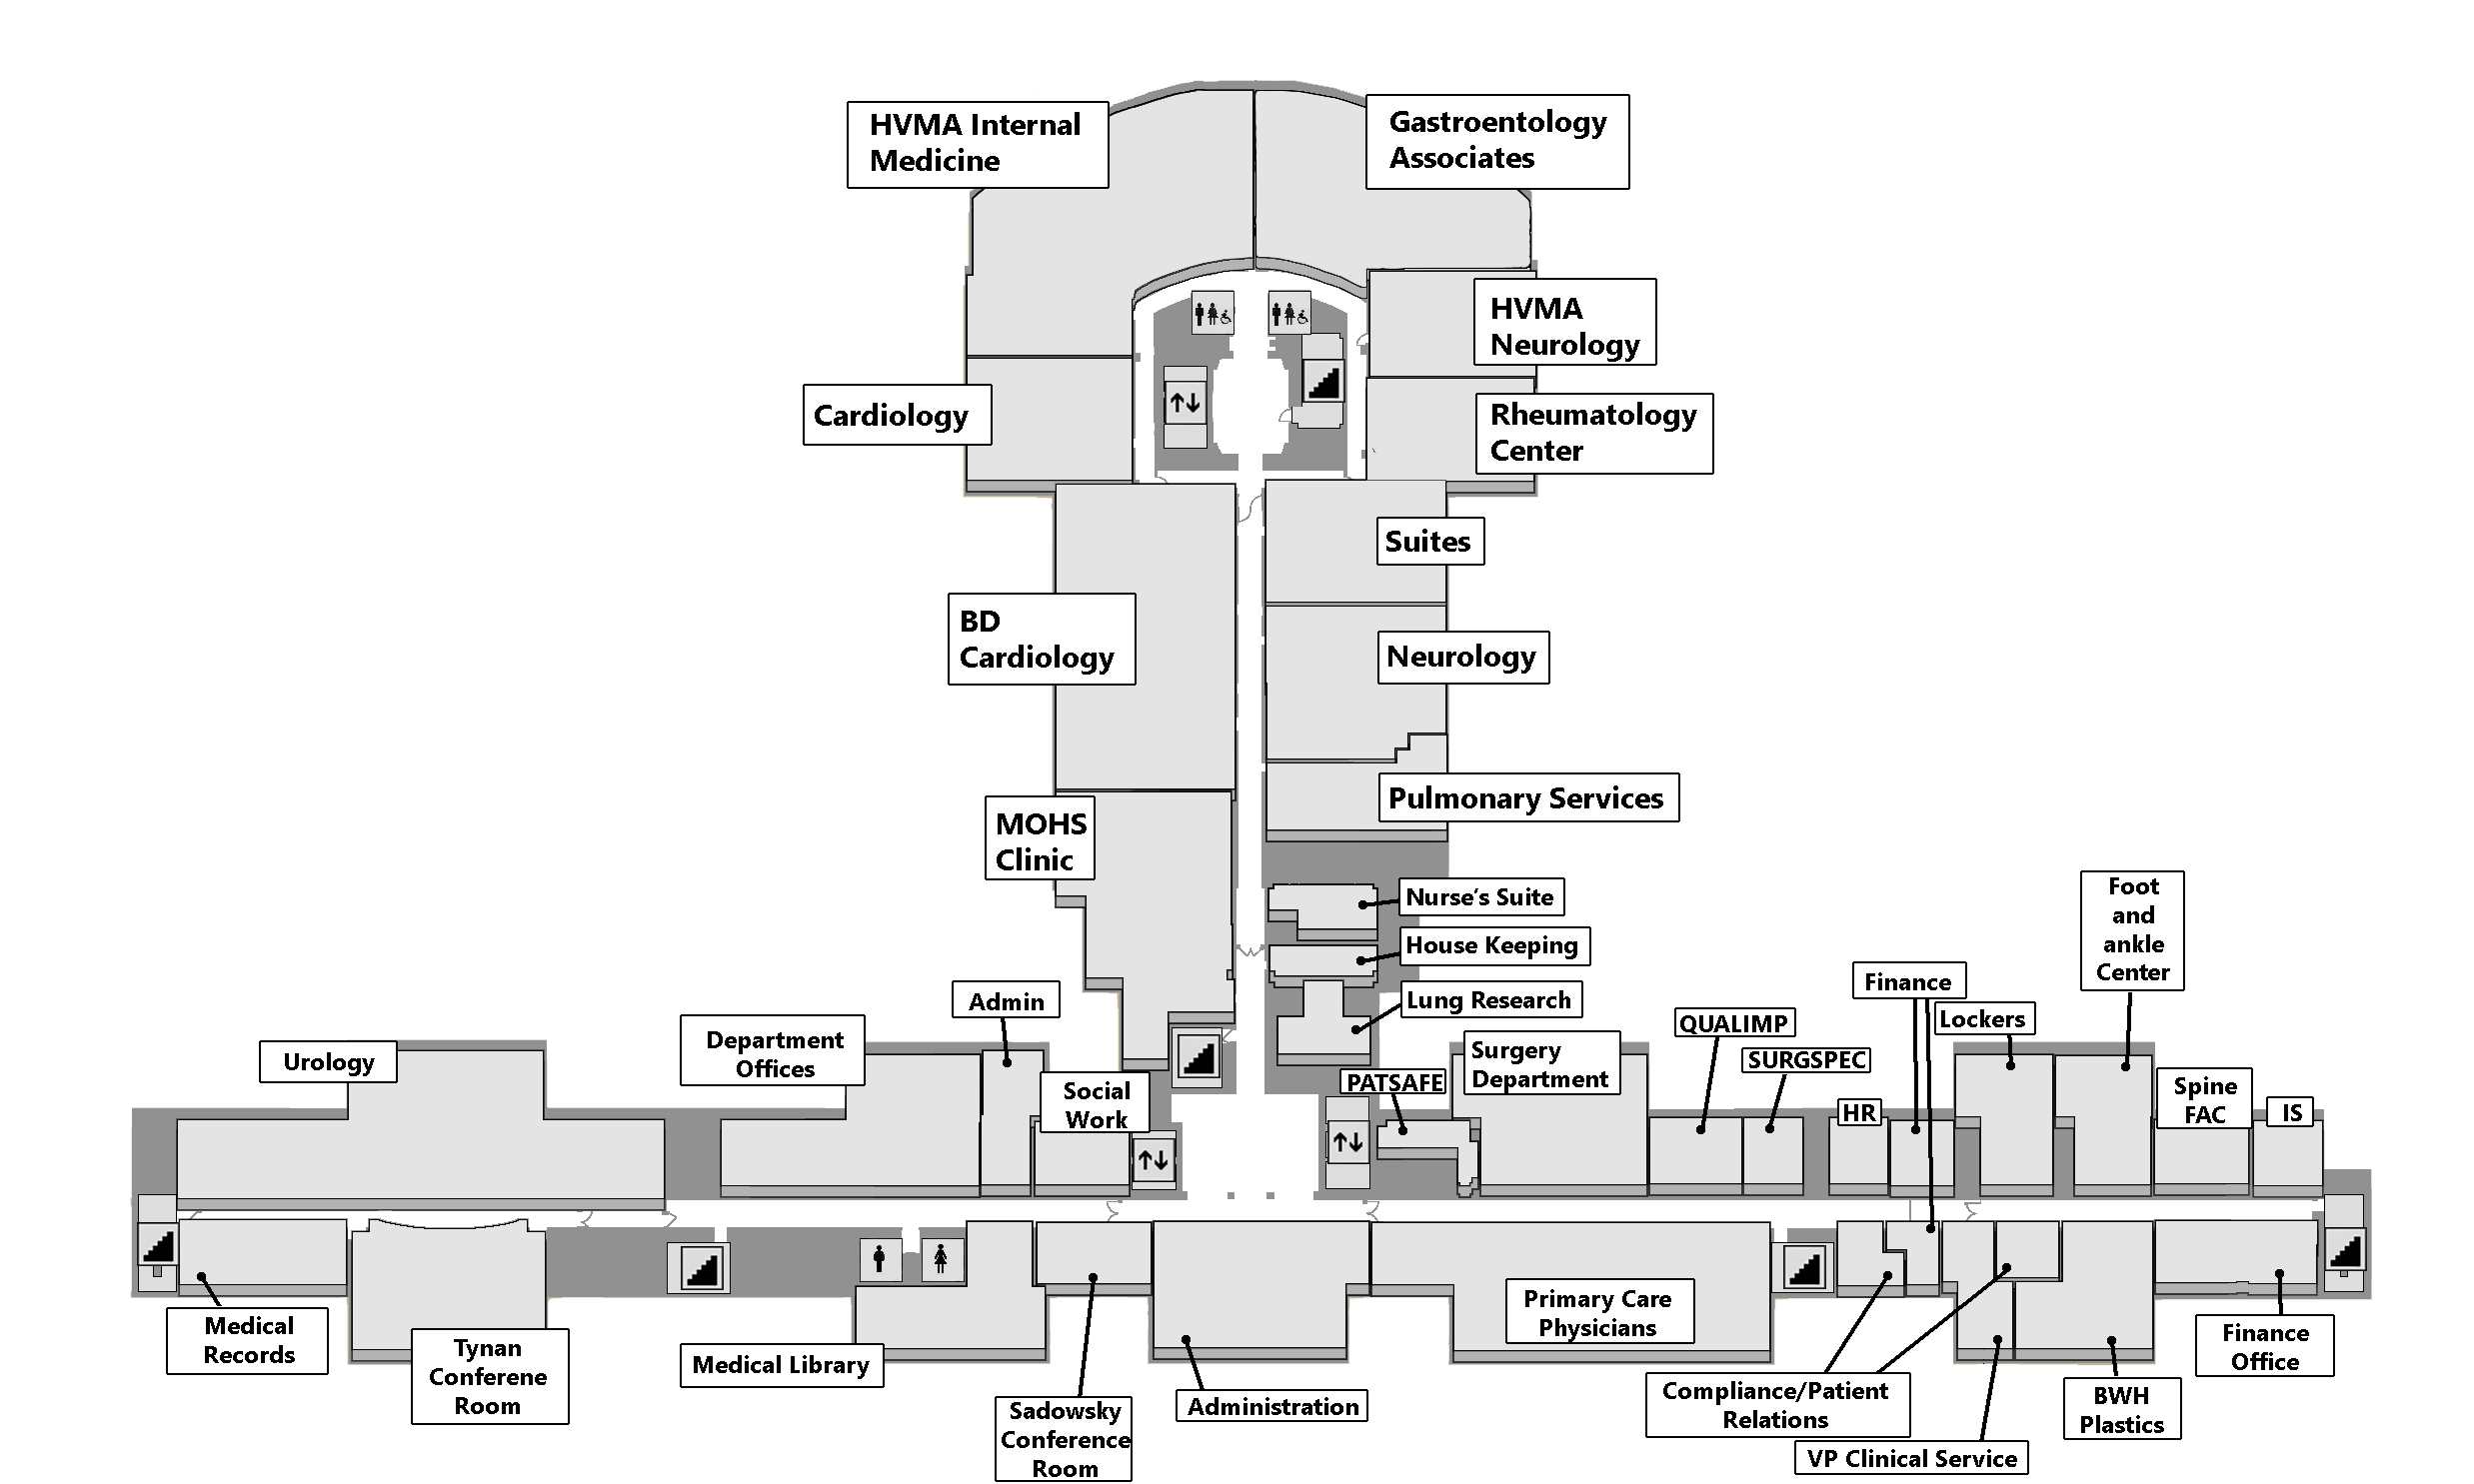 HVMA Internal
Medicine
Gastroentology
Associates
HVMA
Neurology
Cardiology
Rheumatology
Center
Suites
BD
Cardiology
Neurology
Pulmonary Services
MOHS
Clinic
Nurse's Suite
House Keeping
Lung Research
Foot
and
ankle
Center
Finance
Lockers
Admin
QUALIMP
SURGSPEC
Department
Offices
Surgery
Department
Urology
PATSAFE
Social
Work
HR
Spine
FAC
IS
Medical
Records
Tynan
Conferene
Room
Medical Library
Sadowsky
Conference
Room
Administration
Primary Care
Physicians
Compliance/Patient
Relations
VP Clinical Service
BWH
Plastics
Finance
Office